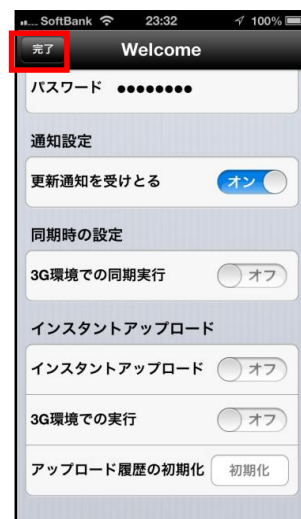 SoftBank 23:32 100%
完了 Welcome
パスワード ●●●●●●●●
通知設定
更新通知を受けとる オン
同期時の設定
3G環境での同期実行 オフ
インスタントアップロード
インスタントアップロード オフ
3G環境での実行 オフ
アップロード履歴の初期化 初期化